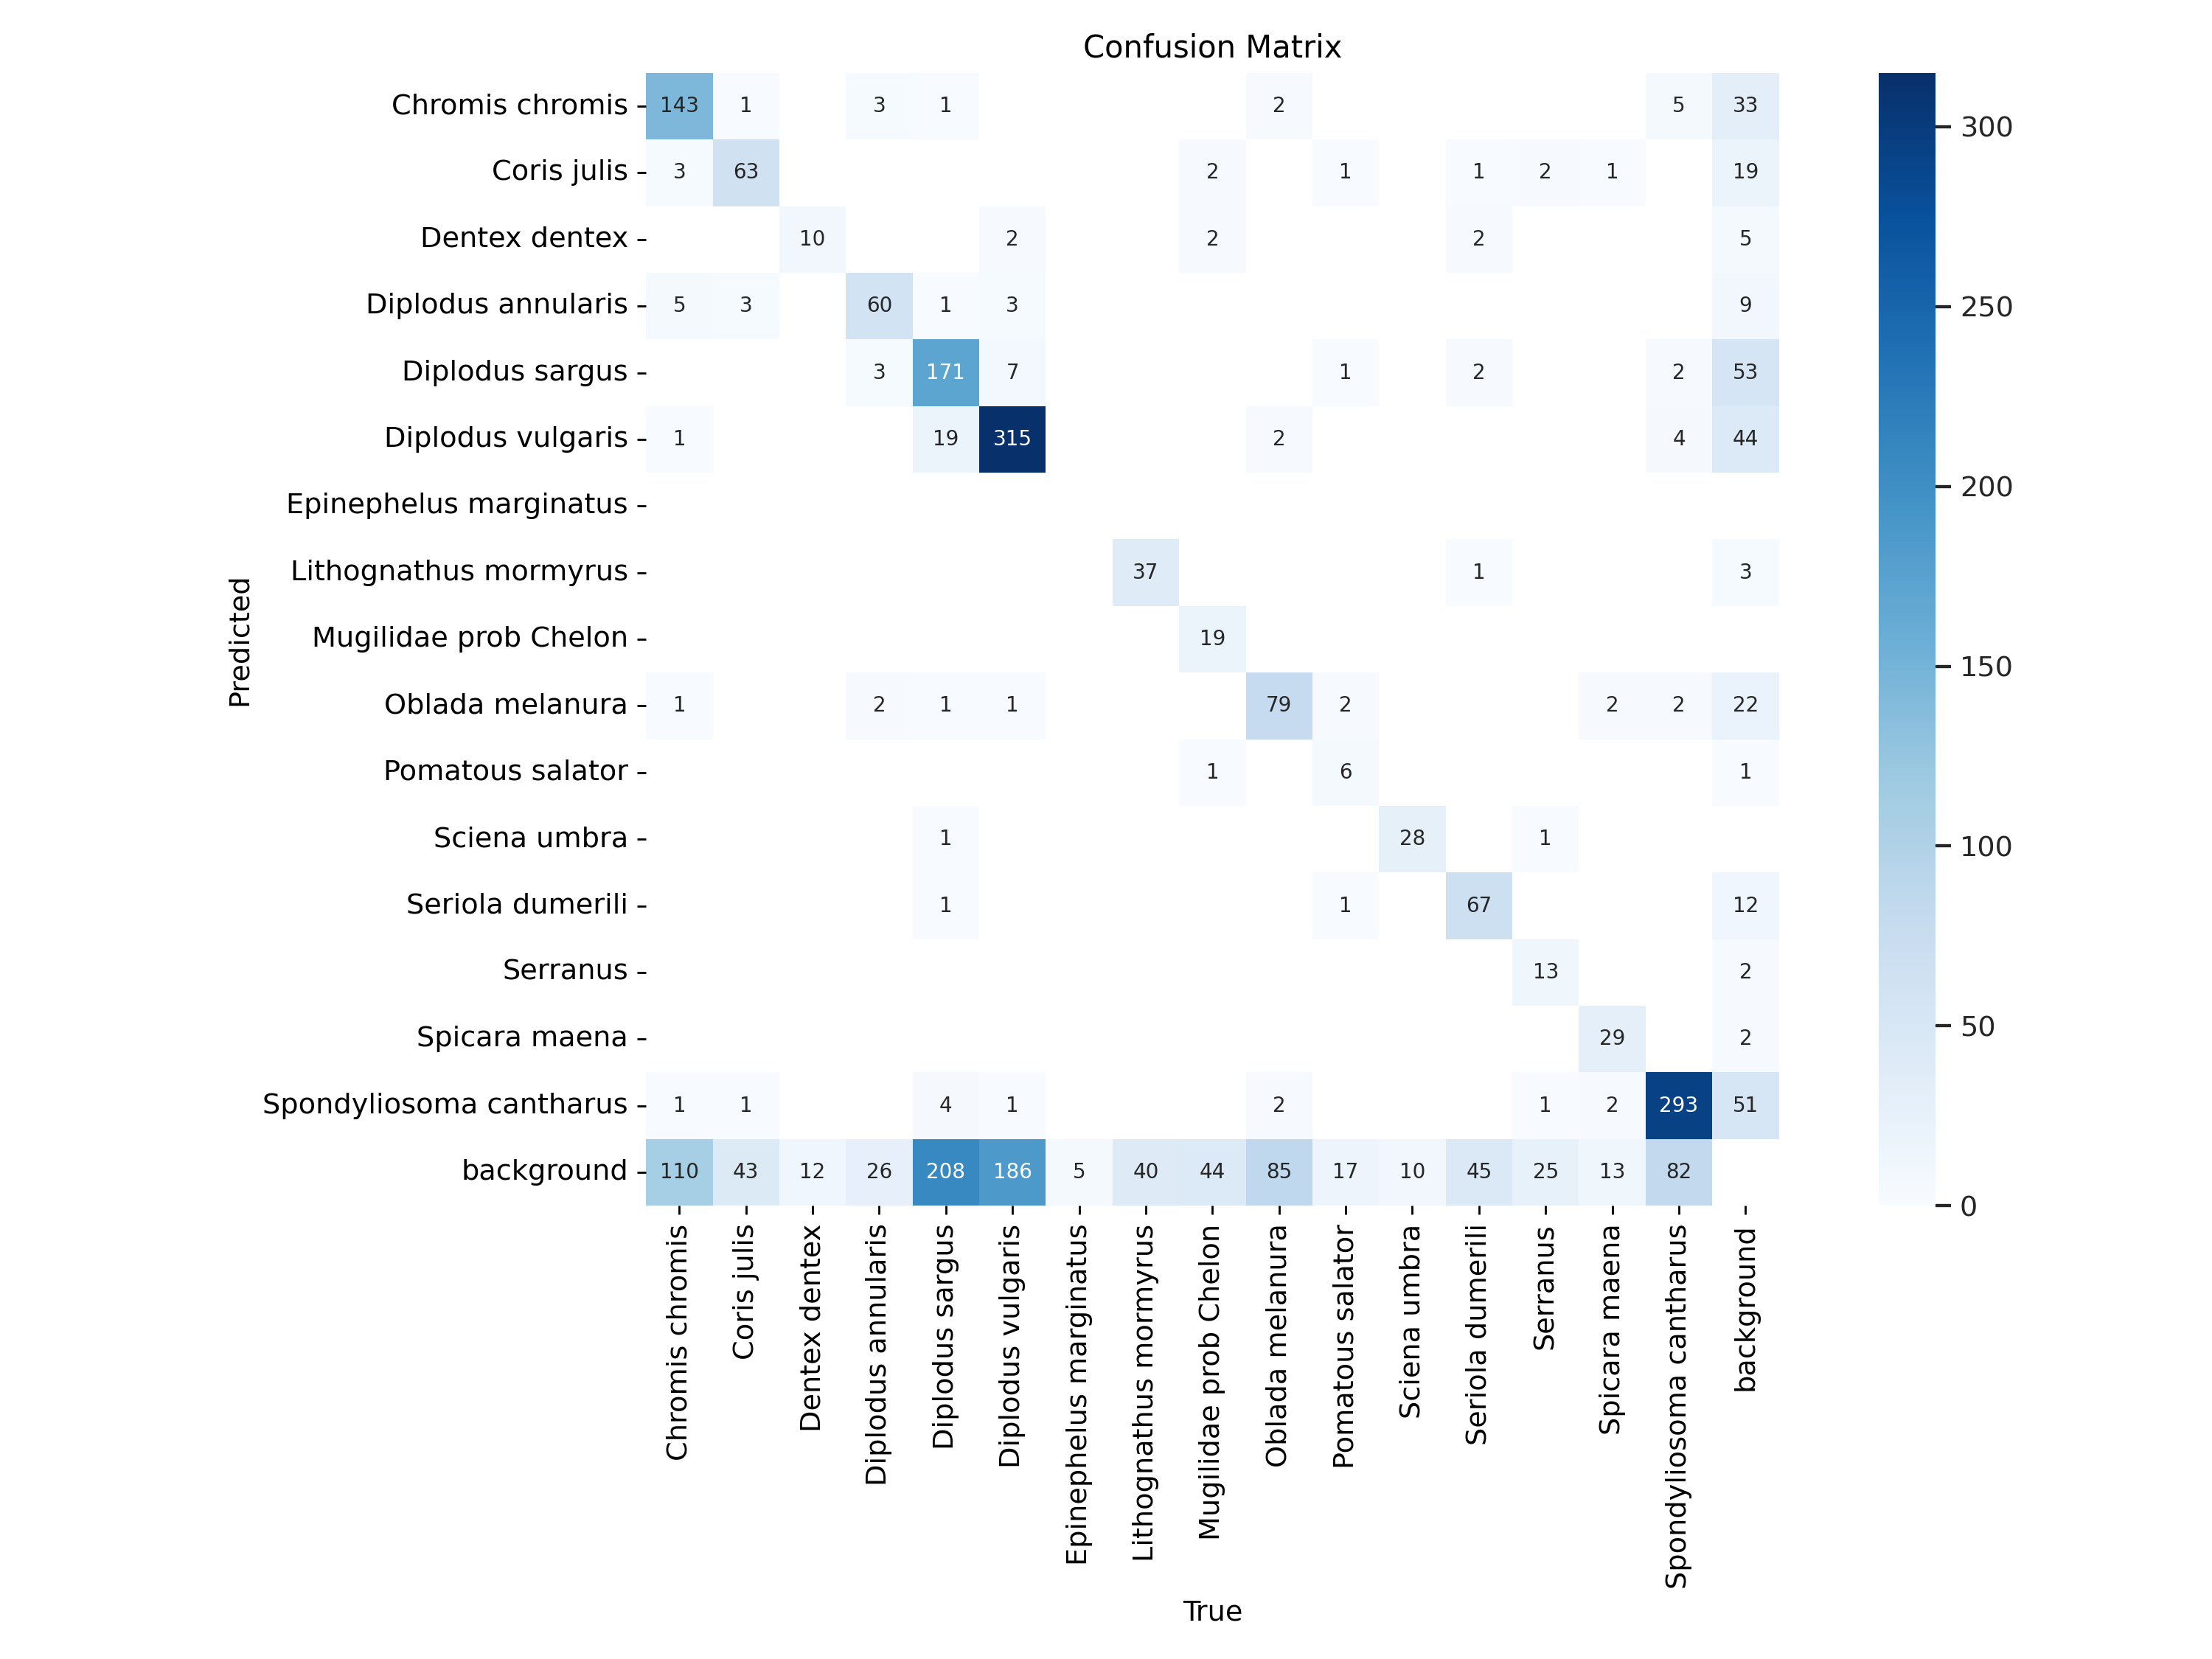 Confusion Matrix
Chromis chromis 143 1 3 1 2 5 33
Coris julis 3 63 2 1 1 2 1 19
Dentex dentex 10 2 2 2 5
Diplodus annularis 5 3 60 1 3 9
Diplodus sargus 3 171 7 1 2 2 53
Diplodus vulgaris 1 19 315 2 4 44
Epinephelus marginatus
Lithognathus mormyrus 37 1 3
Mugilidae prob Chelon 19
Oblada melanura 1 2 1 1 79 2 2 2 22
Pomatous salator 1 6 1
Sciena umbra 1 28 1
Seriola dumerili 1 1 67 12
Serranus 13 2
Spicara maena 29 2
Spondyliosoma cantharus 1 1 4 1 2 1 2 293 51
background 110 43 12 26 208 186 5 40 44 85 17 10 45 25 13 82
Predicted
Chromis chromis
Coris julis
Dentex dentex
Diplodus annularis
Diplodus sargus
Diplodus vulgaris
Epinephelus marginatus
Lithognathus mormyrus
Mugilidae prob Chelon
Oblada melanura
Pomatous salator
Sciena umbra
Seriola dumerili
Serranus
Spicara maena
Spondyliosoma cantharus
background
True
300
250
200
150
100
50
0